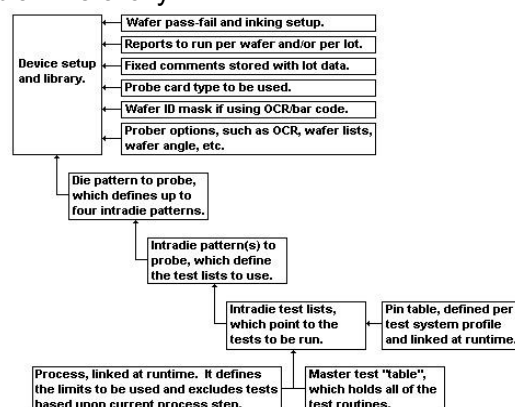 Wafer pass-fail and inking setup.
Reports to run per wafer and/or per lot.
Device setup
and library.
Fixed comments stored with lot data.
Probe card type to be used.
Wafer ID mask if using OCR/bar code.
Prober options, such as OCR, wafer lists,
wafer angle, etc.
Die pattern to probe,
which defines up to
four intradie patterns.
Intradie pattern(s) to
probe, which define
the test lists to use.
Intradie test lists,
which point to the
tests to be run.
Pin table, defined per
test system profile
and linked at runtime.
Process, linked at runtime. It defines
the limits to be used and excludes tests
based upon current process step.
Master test "table",
which holds all of the
test routines.